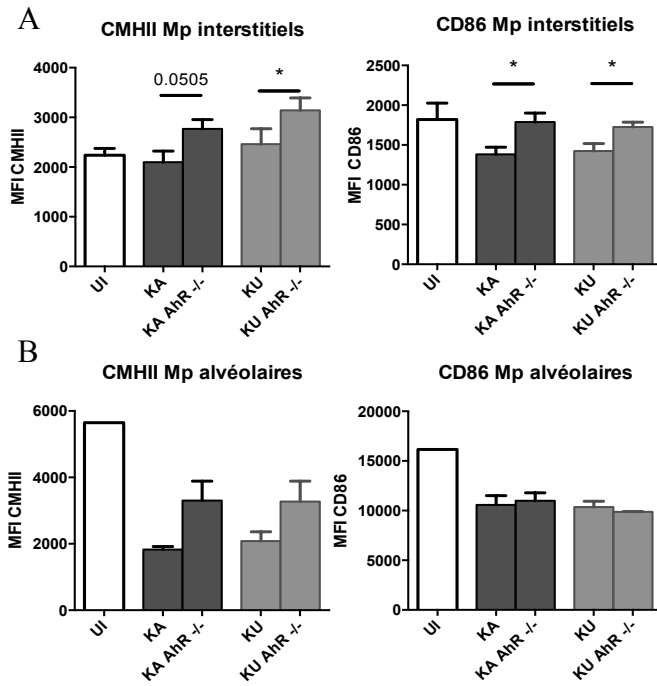 A
CMHII Mp interstitiels
MFI CMHII
4000
3000
2000
1000
0
0.0505
*
UI
KA
KA AhR -/-
KU
KU AhR -/-
CD86 Mp interstitiels
MFI CD86
2500
2000
1500
1000
500
0
*
*
UI
KA
KA AhR -/-
KU
KU AhR -/-
B
CMHII Mp alvéolaires
MFI CMHII
6000
4000
2000
0
UI
KA
KA AhR -/-
KU
KU AhR -/-
CD86 Mp alvéolaires
MFI CD86
20000
15000
10000
5000
0
UI
KA
KA AhR -/-
KU
KU AhR -/-